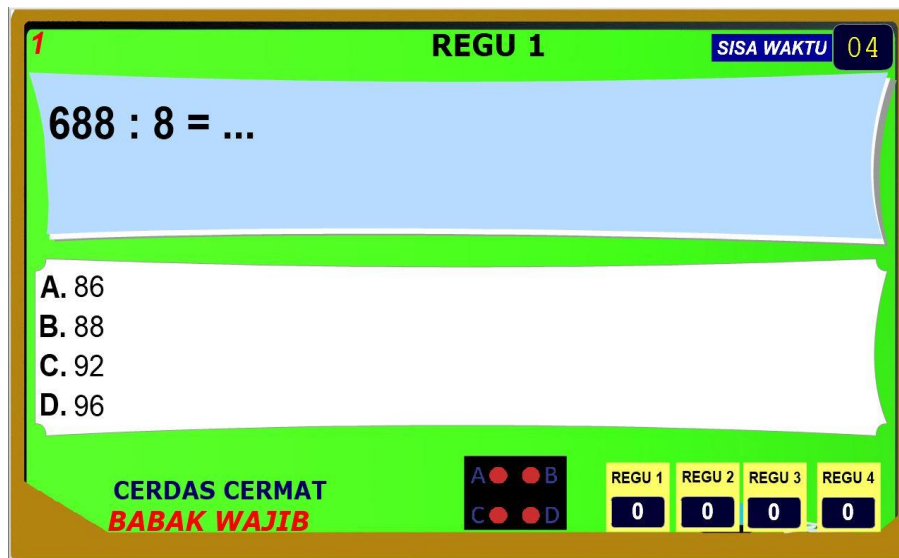 1
REGU 1
SISA WAKTU 04
688 : 8 = ...
A. 86
B. 88
C. 92
D. 96
CERDAS CERMAT
BABAK WAJIB
A B
C D
REGU 1 REGU 2 REGU 3 REGU 4
0 0 0 0